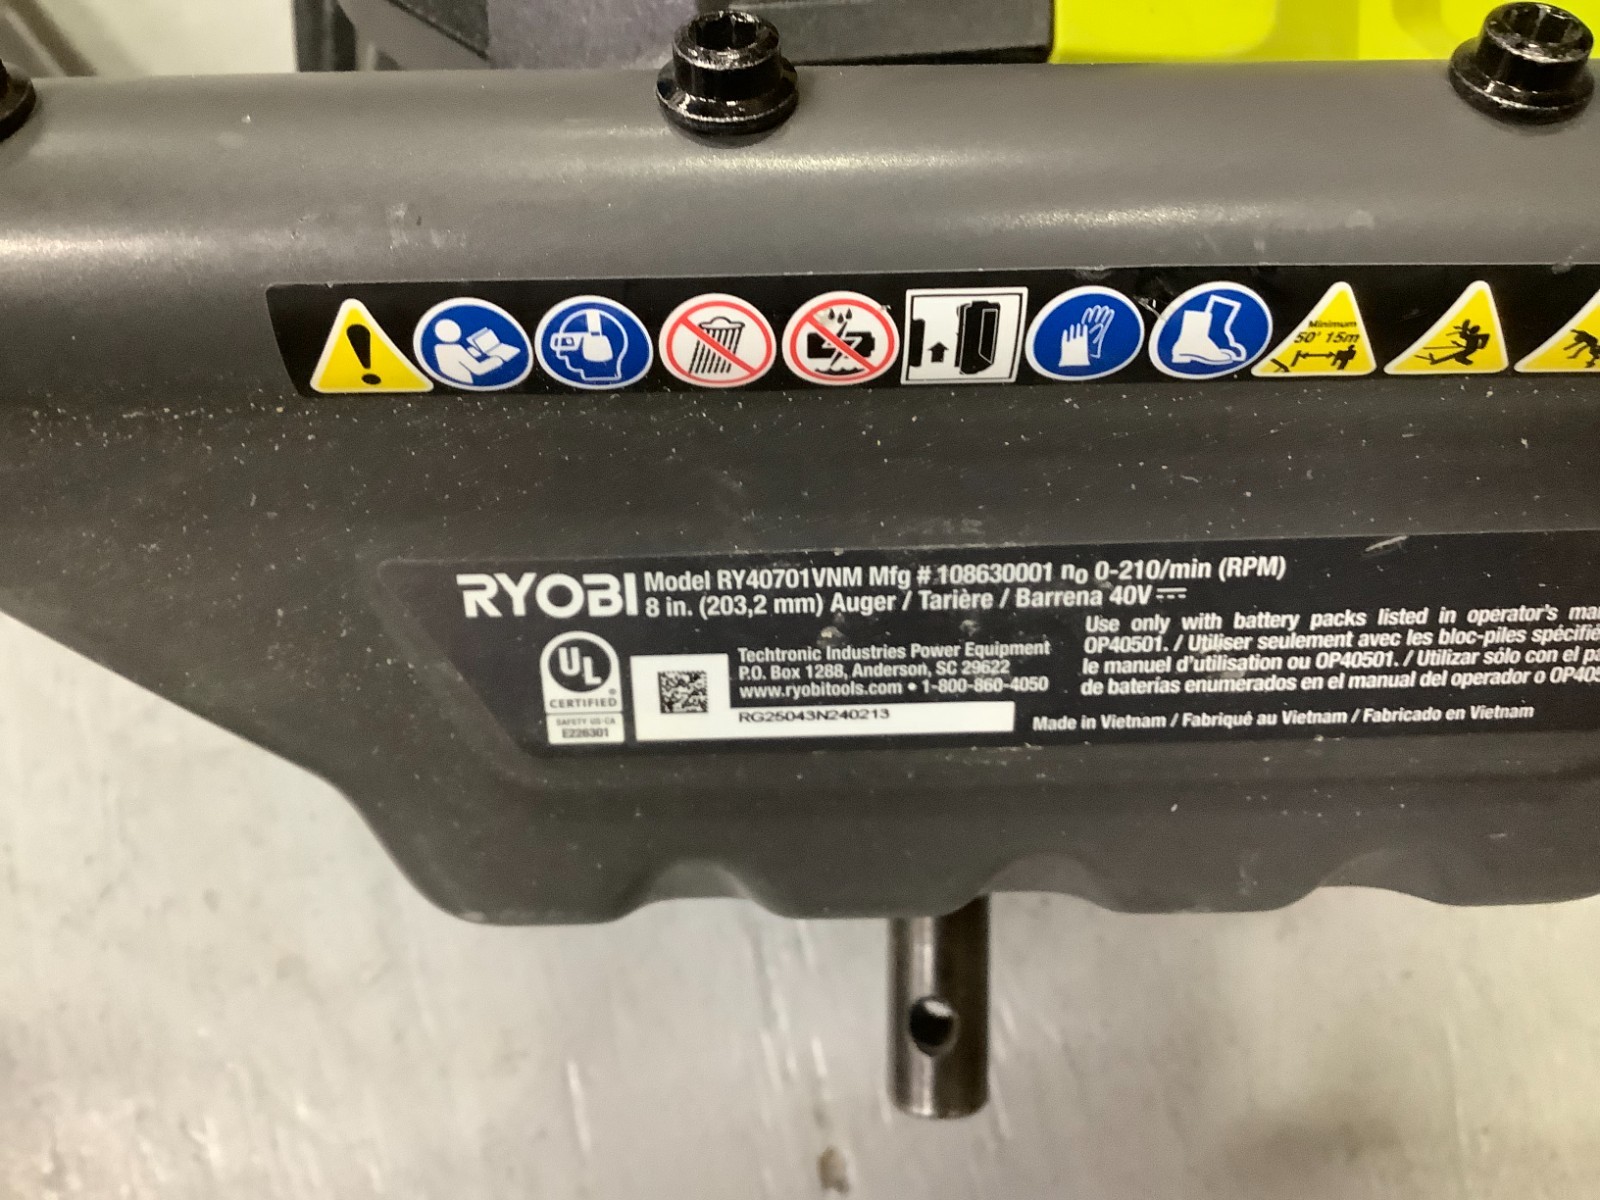 Minimum
50' 15m
RYOBI Model RY40701VNM Mfg # 108630001 no 0-210/min (RPM)
8 in. (203,2 mm) Auger / Tarière / Barrena 40V
Use only with battery packs listed in operator's
OP40501. / Utiliser seulement avec les bloc-piles
le manuel d'utilisation ou OP40501. / Utilizar sólo con el
de baterías enumerados en el manual del operador o
UL
CERTIFIED
SAFETY US-CA
E226301
Techtronic Industries Power Equipment
P.O. Box 1288, Anderson, SC 29622
www.ryobitools.com • 1-800-860-4050
RG25043N240213
Made in Vietnam / Fabriqué au Vietnam / Fabricado en Vietnam